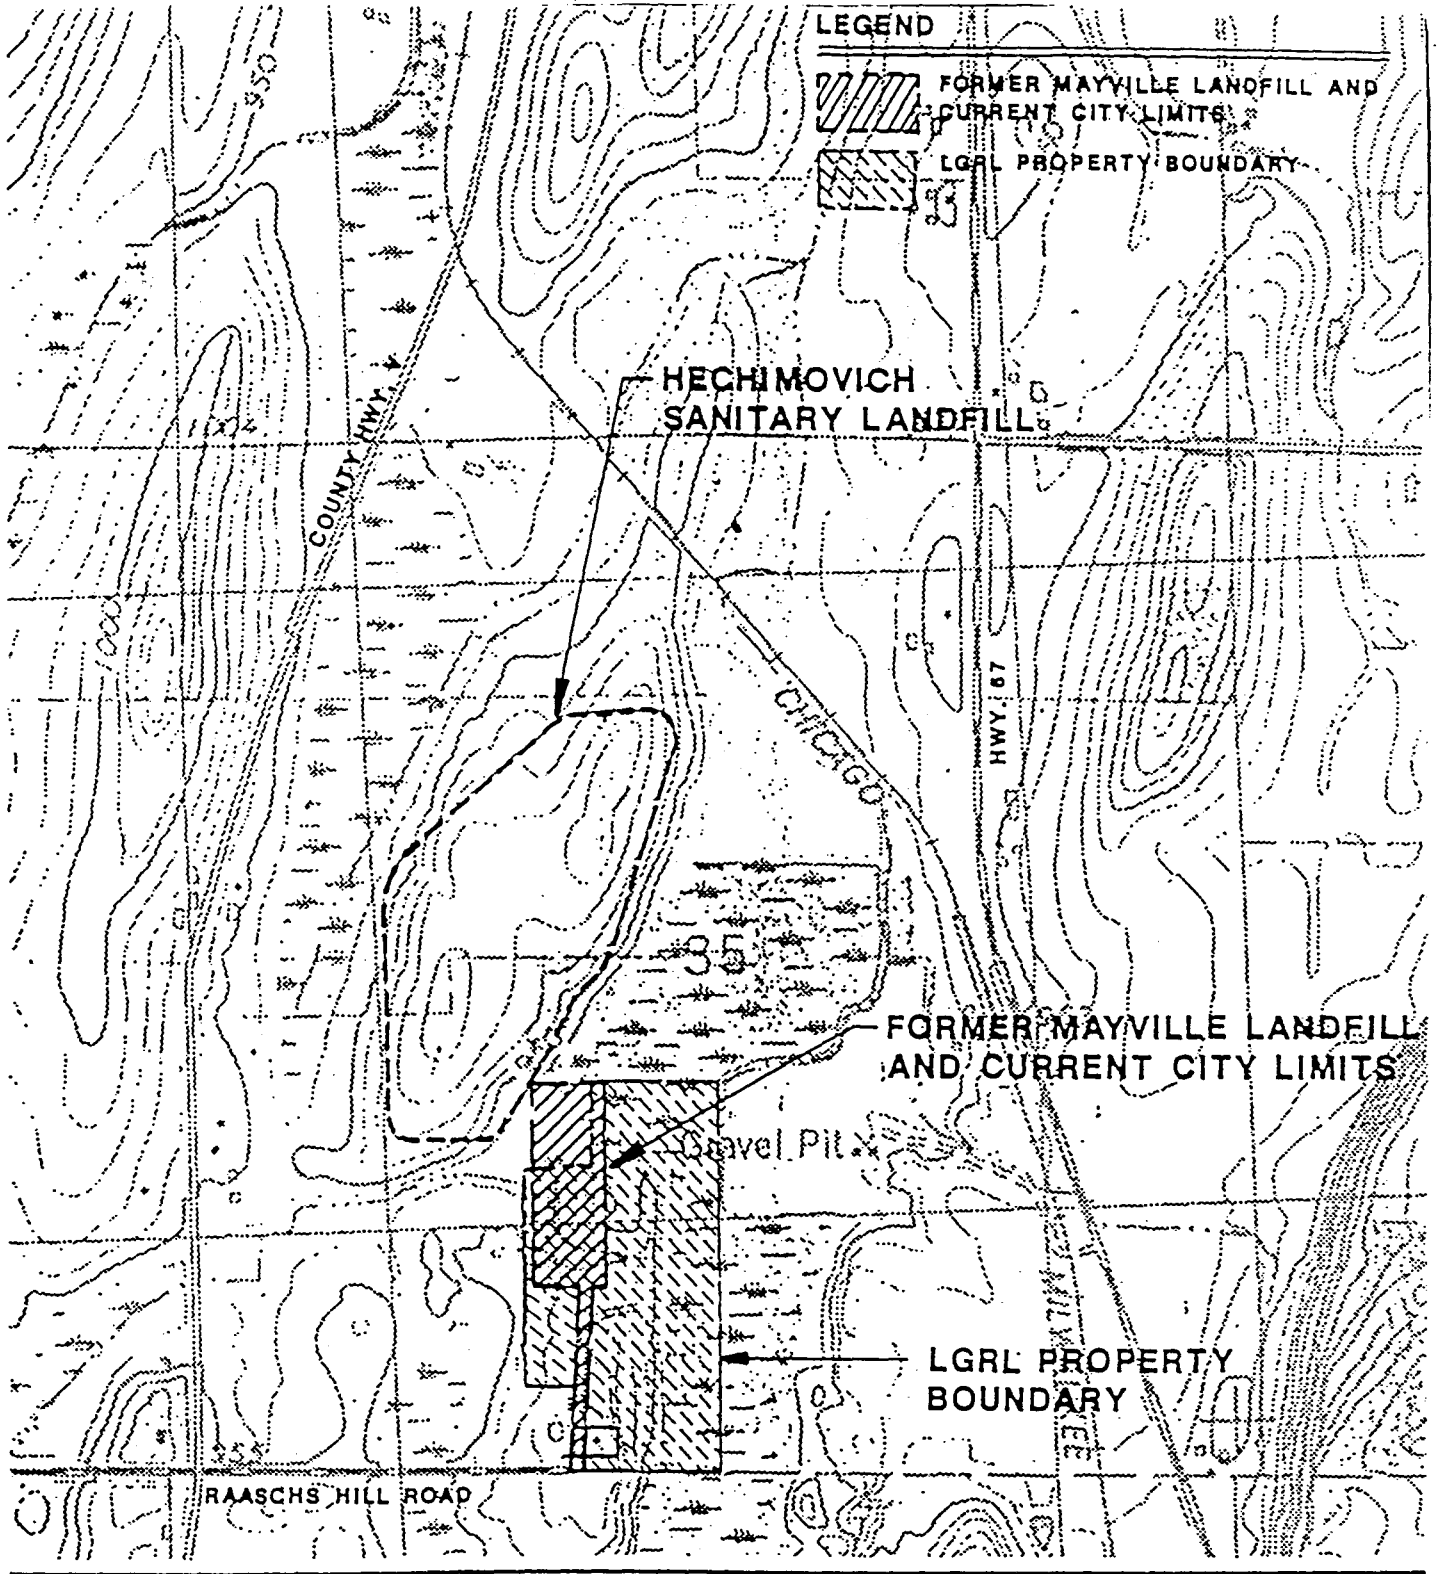 LEGEND
FORMER MAYVILLE LANDFILL AND
CURRENT CITY LIMITS
LGRL PROPERTY BOUNDARY
950
HECHIMOVICH
SANITARY LANDFILL
COUNTY HWY. V
1000
HWY. 67
CHICAGO
35
FORMER MAYVILLE LANDFILL
AND CURRENT CITY LIMITS
Gravel Pit
LGRL PROPERTY
BOUNDARY
MILWAUKEE
RAASCHS HILL ROAD